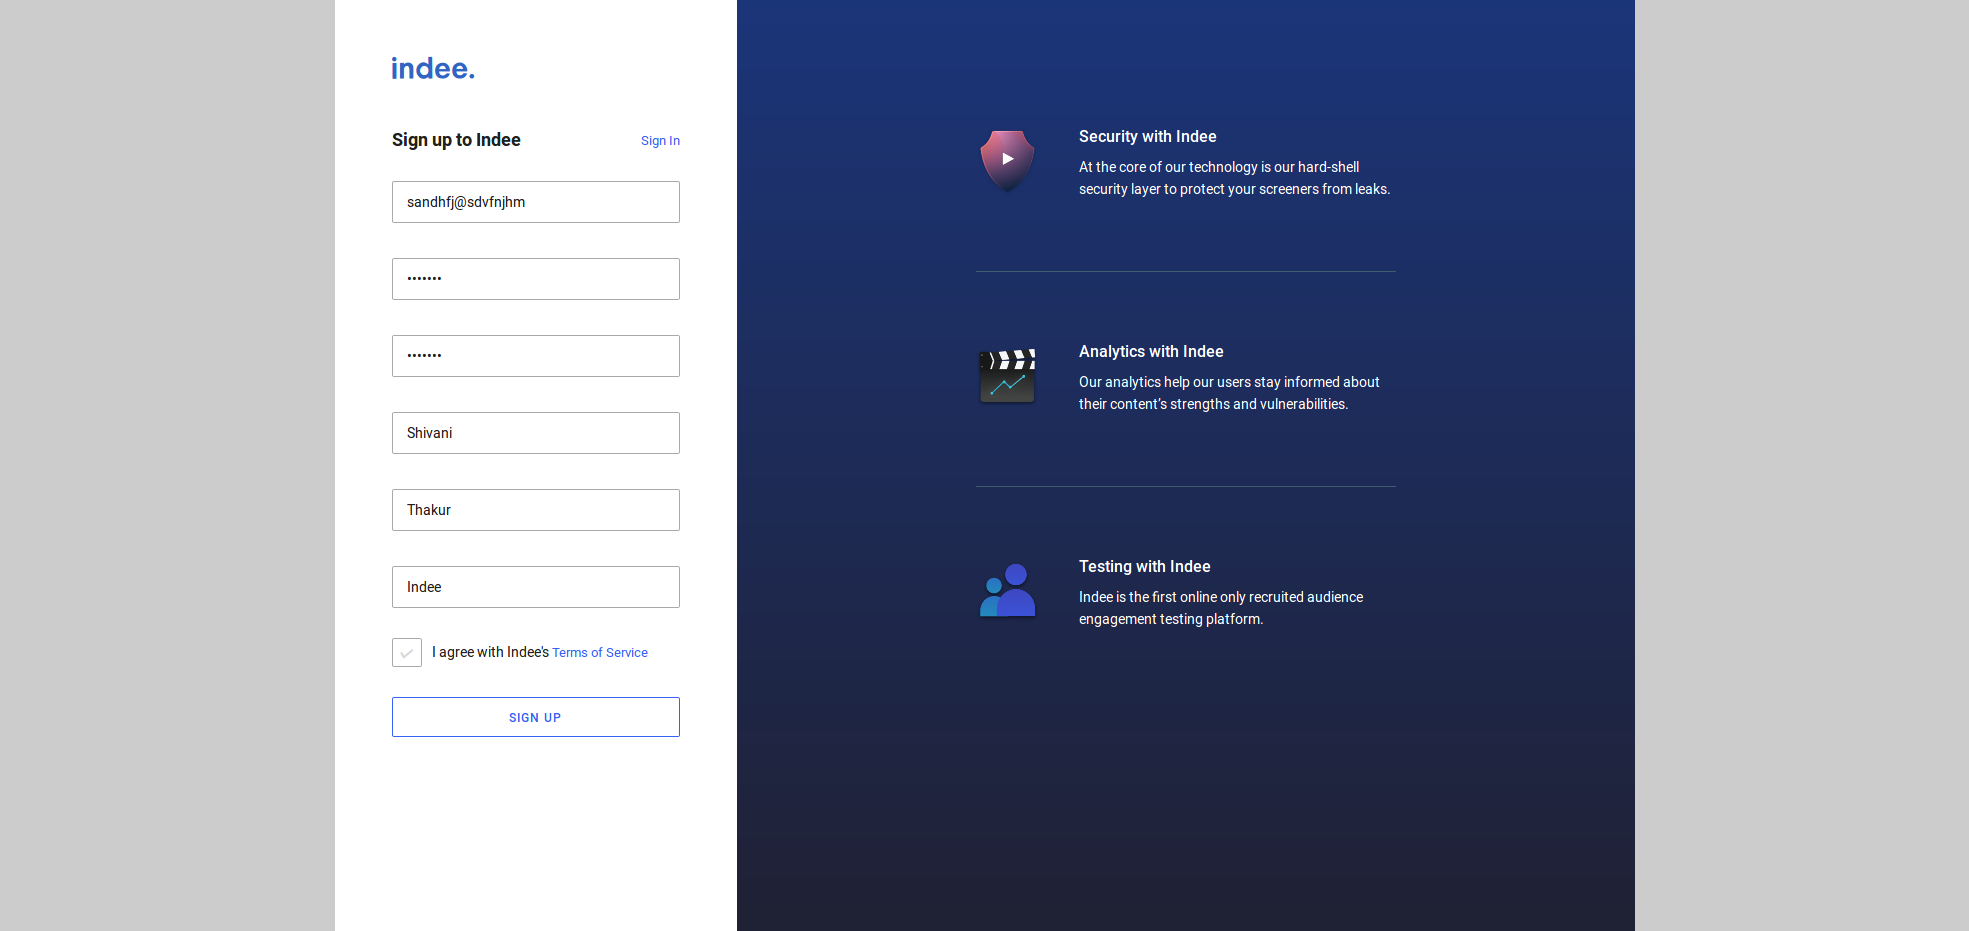 indee.
Sign up to Indee
Sign In
sandhfj@sdvfnjhm
•••••••
•••••••
Shivani
Thakur
Indee
I agree with Indee's Terms of Service
SIGN UP
Security with Indee
At the core of our technology is our hard-shell
security layer to protect your screeners from leaks.
Analytics with Indee
Our analytics help our users stay informed about
their content’s strengths and vulnerabilities.
Testing with Indee
Indee is the first online only recruited audience
engagement testing platform.